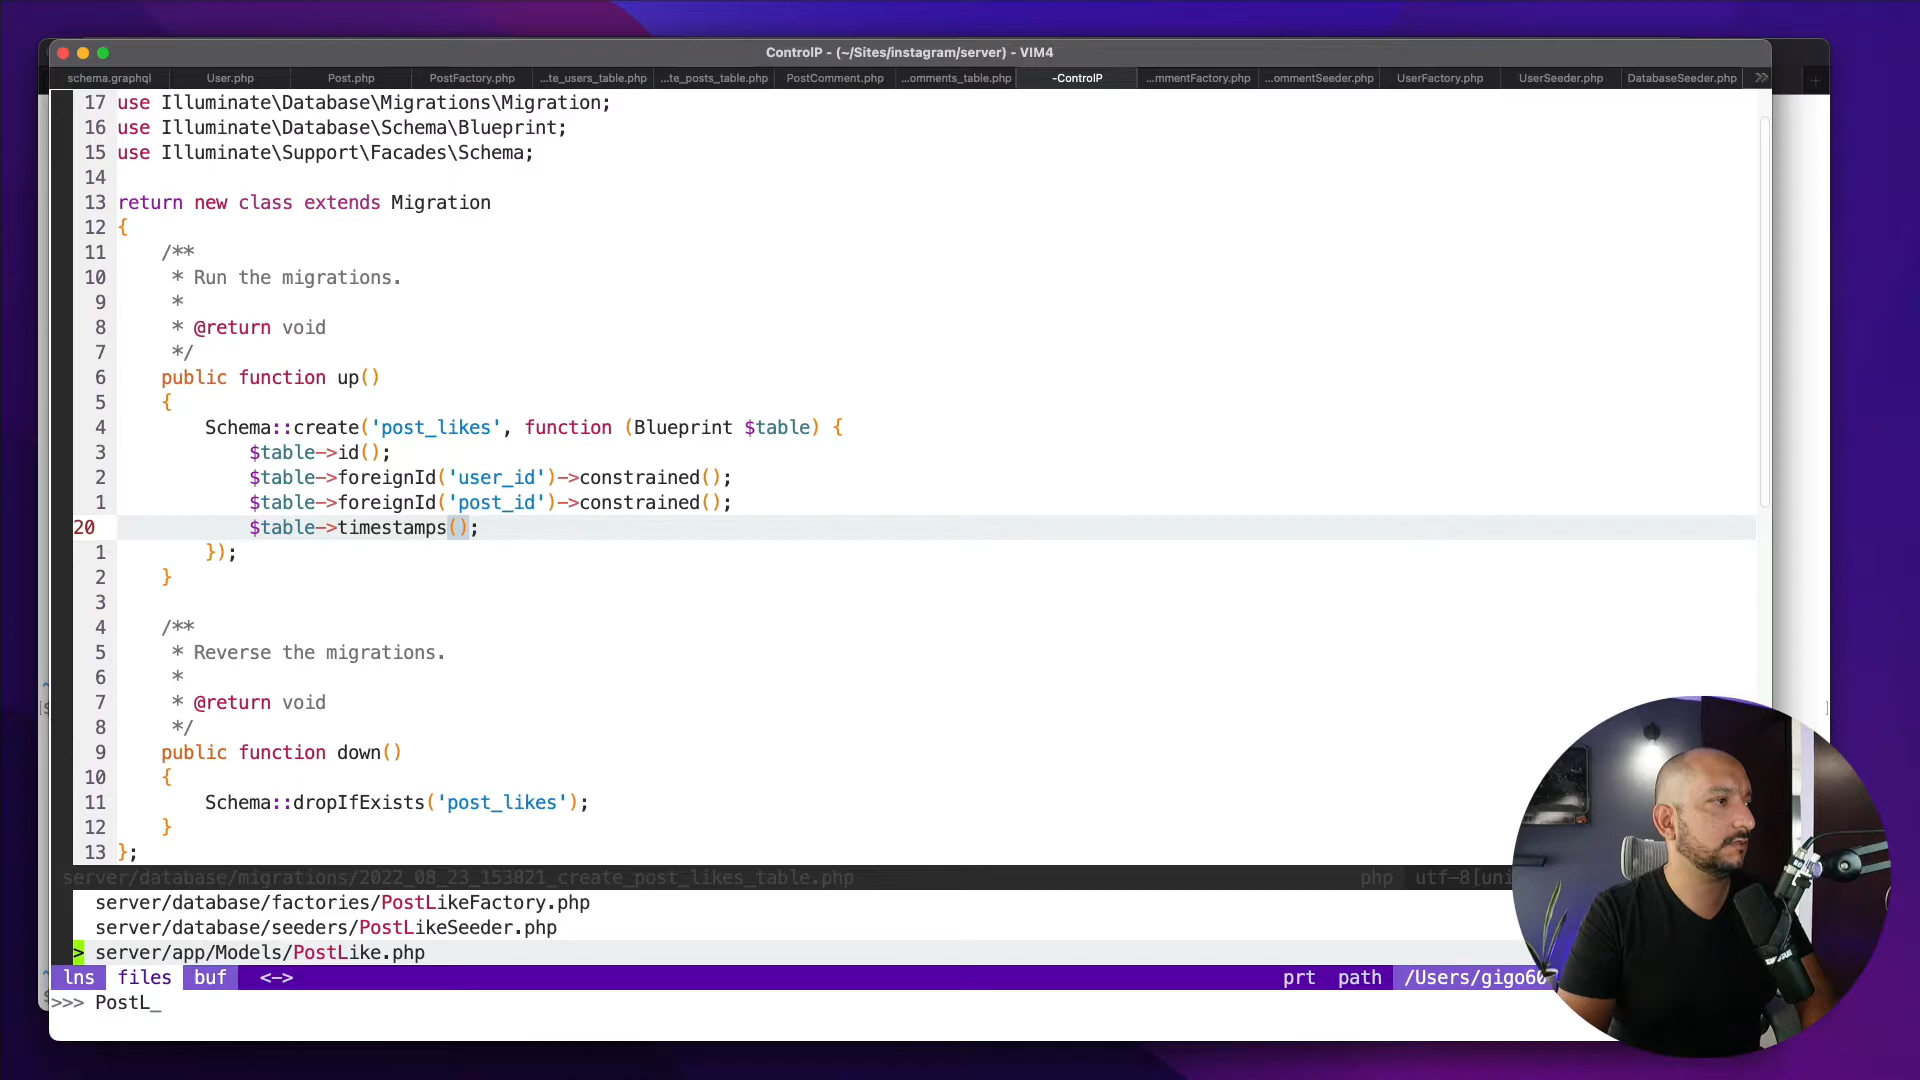 ControlP - (~/Sites/instagram/server) - VIM4
schema.graphql User.php Post.php PostFactory.php ...te_users_table.php ...te_posts_table.php PostComment.php ...omments_table.php -ControlP ...mmentFactory.php ...ommentSeeder.php UserFactory.php UserSeeder.php DatabaseSeeder.php
17 use Illuminate\Database\Migrations\Migration;
16 use Illuminate\Database\Schema\Blueprint;
15 use Illuminate\Support\Facades\Schema;
14
13 return new class extends Migration
12 {
11 /**
10 * Run the migrations.
9 *
8 * @return void
7 */
6 public function up()
5 {
4 Schema::create('post_likes', function (Blueprint $table) {
3 $table->id();
2 $table->foreignId('user_id')->constrained();
1 $table->foreignId('post_id')->constrained();
20 $table->timestamps();
1 });
2 }
3
4 /**
5 * Reverse the migrations.
6 *
7 * @return void
8 */
9 public function down()
10 {
11 Schema::dropIfExists('post_likes');
12 }
13 };
server/database/migrations/2022_08_23_153821_create_post_likes_table.php php utf-8[uni
server/database/factories/PostLikeFactory.php
server/database/seeders/PostLikeSeeder.php
> server/app/Models/PostLike.php
lns files buf <-> prt path /Users/gigo60
>>> PostL_